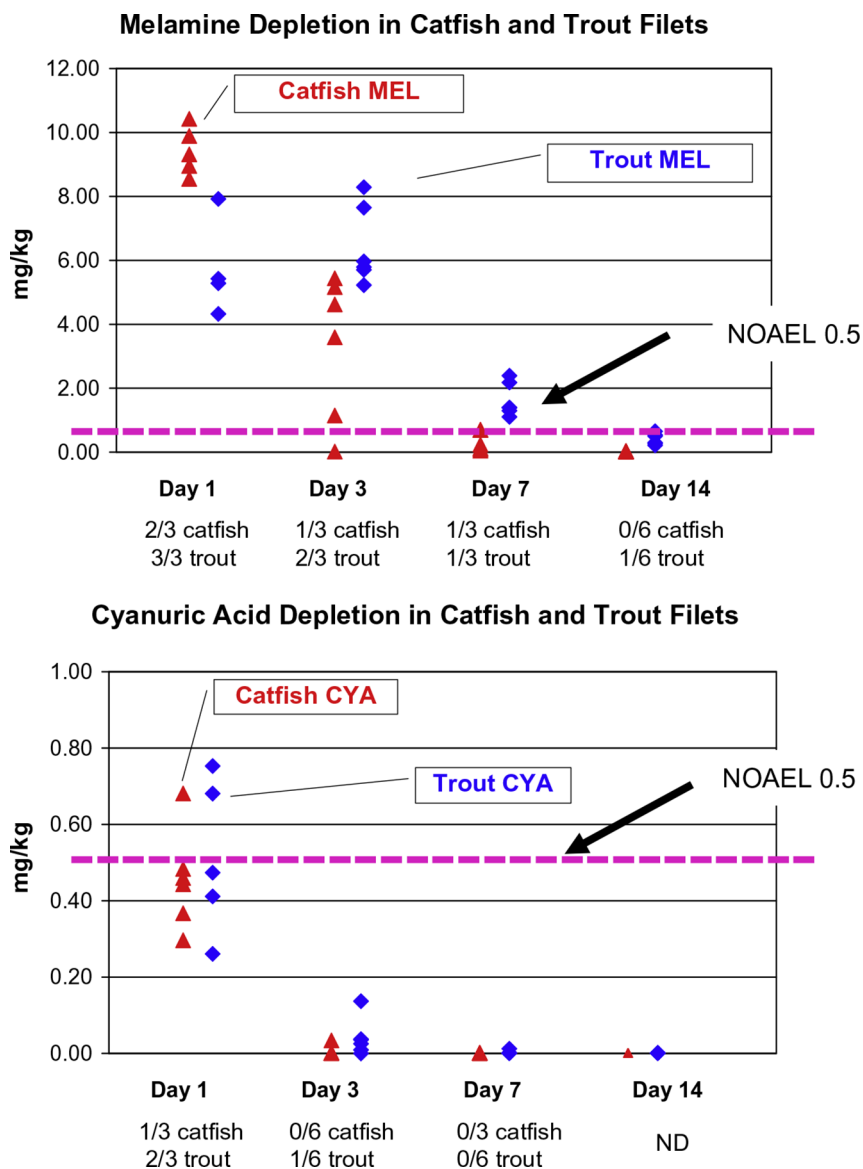 Melamine Depletion in Catfish and Trout Filets
12.00
10.00
8.00
6.00
4.00
2.00
0.00
mg/kg
Catfish MEL
Trout MEL
NOAEL 0.5
Day 1
Day 3
Day 7
Day 14
2/3 catfish
1/3 catfish
1/3 catfish
0/6 catfish
3/3 trout
2/3 trout
1/3 trout
1/6 trout
Cyanuric Acid Depletion in Catfish and Trout Filets
1.00
0.80
0.60
0.40
0.20
0.00
mg/kg
Catfish CYA
Trout CYA
NOAEL 0.5
Day 1
Day 3
Day 7
Day 14
1/3 catfish
0/6 catfish
0/3 catfish
ND
2/3 trout
1/6 trout
0/6 trout